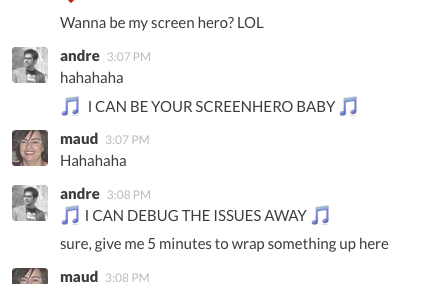 Wanna be my screen hero? LOL
andre 3:07 PM
hahahaha
🎵 I CAN BE YOUR SCREENHERO BABY 🎵
maud 3:07 PM
Hahahaha
andre 3:08 PM
🎵 I CAN DEBUG THE ISSUES AWAY 🎵
sure, give me 5 minutes to wrap something up here
maud 3:08 PM